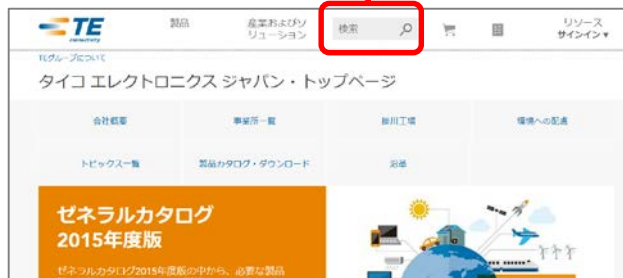 TE
connectivity
製品
産業およびソ
リューション
検索
リソース
サインイン▼
TEグループについて
タイコ エレクトロニクス ジャパン・トップページ
会社概要
事業所一覧
掛川工場
環境への配慮
トピックス一覧
製品カタログ・ダウンロード
沿革
ゼネラルカタログ
2015年度版
ゼネラルカタログ2015年度版の中から、必要な製品